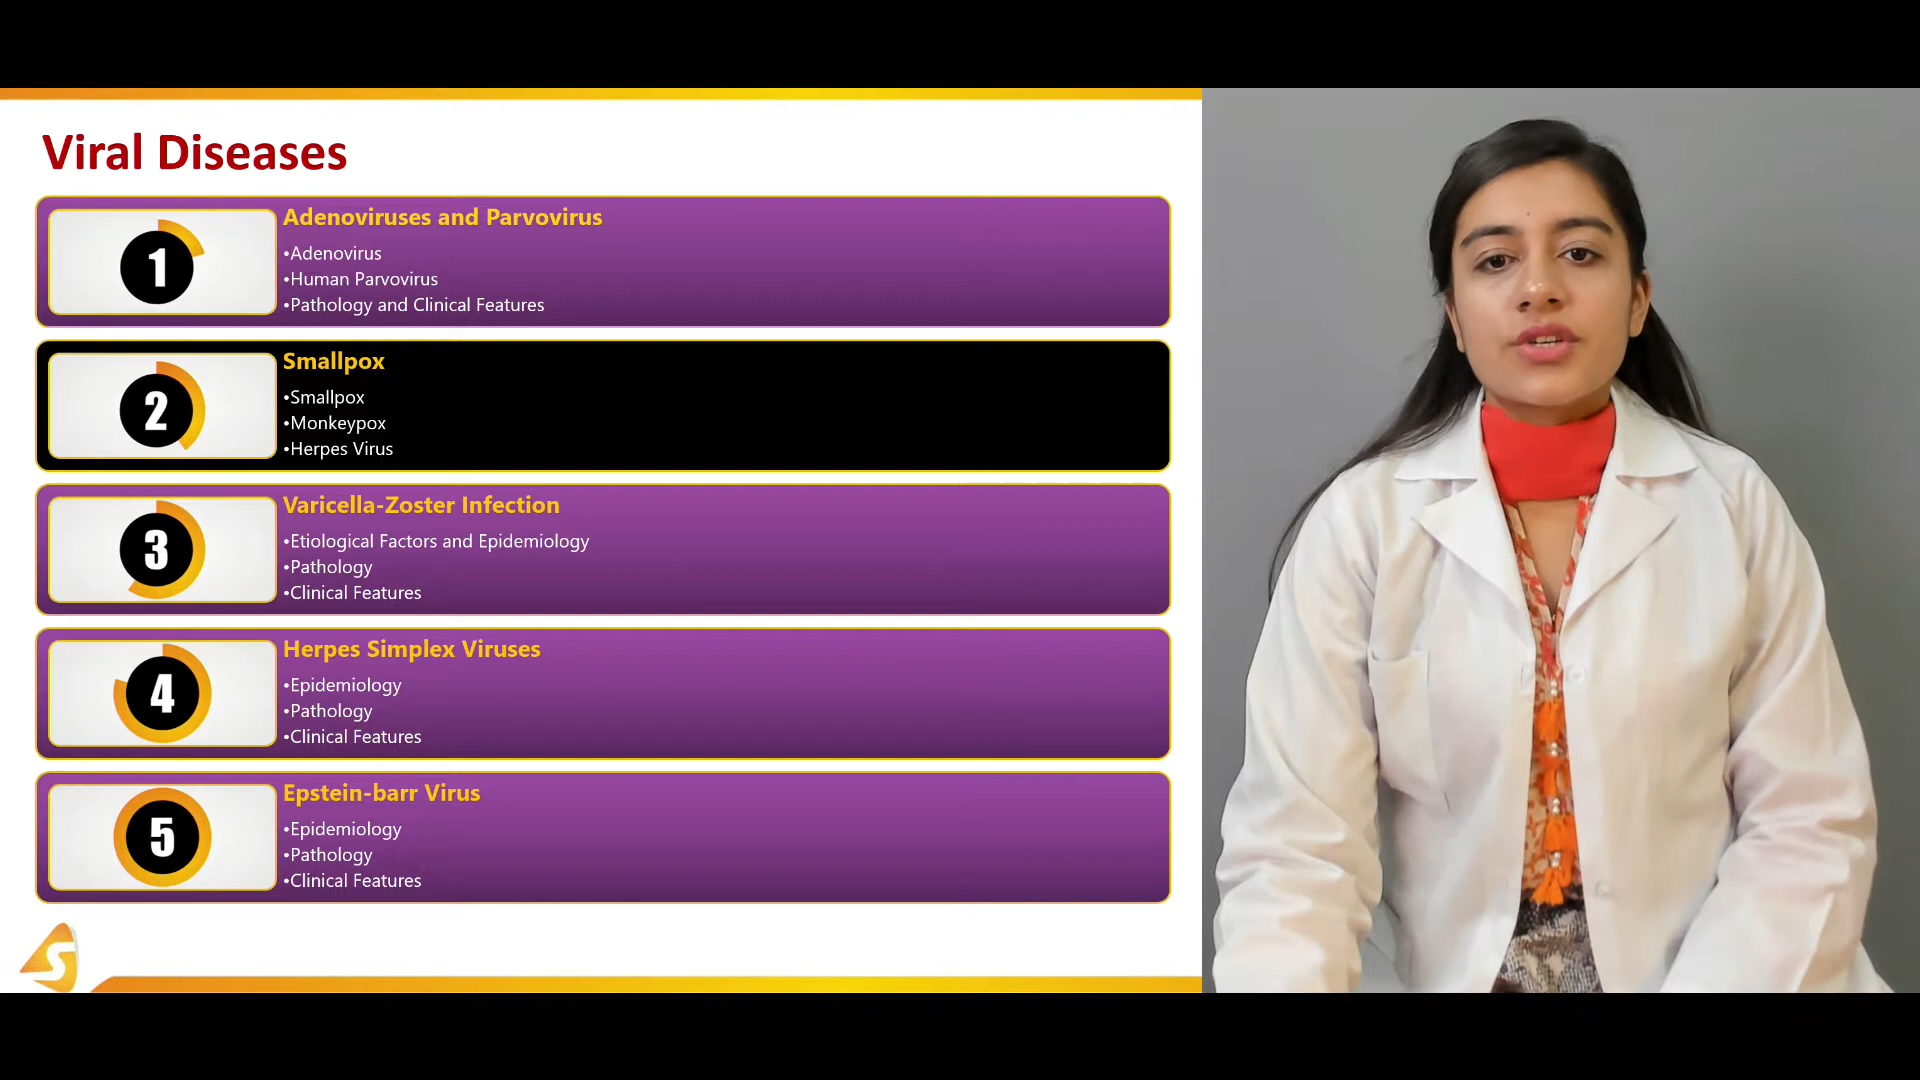 Viral Diseases
1
Adenoviruses and Parvovirus
•Adenovirus
•Human Parvovirus
•Pathology and Clinical Features
2
Smallpox
•Smallpox
•Monkeypox
•Herpes Virus
3
Varicella-Zoster Infection
•Etiological Factors and Epidemiology
•Pathology
•Clinical Features
4
Herpes Simplex Viruses
•Epidemiology
•Pathology
•Clinical Features
5
Epstein-barr Virus
•Epidemiology
•Pathology
•Clinical Features
S